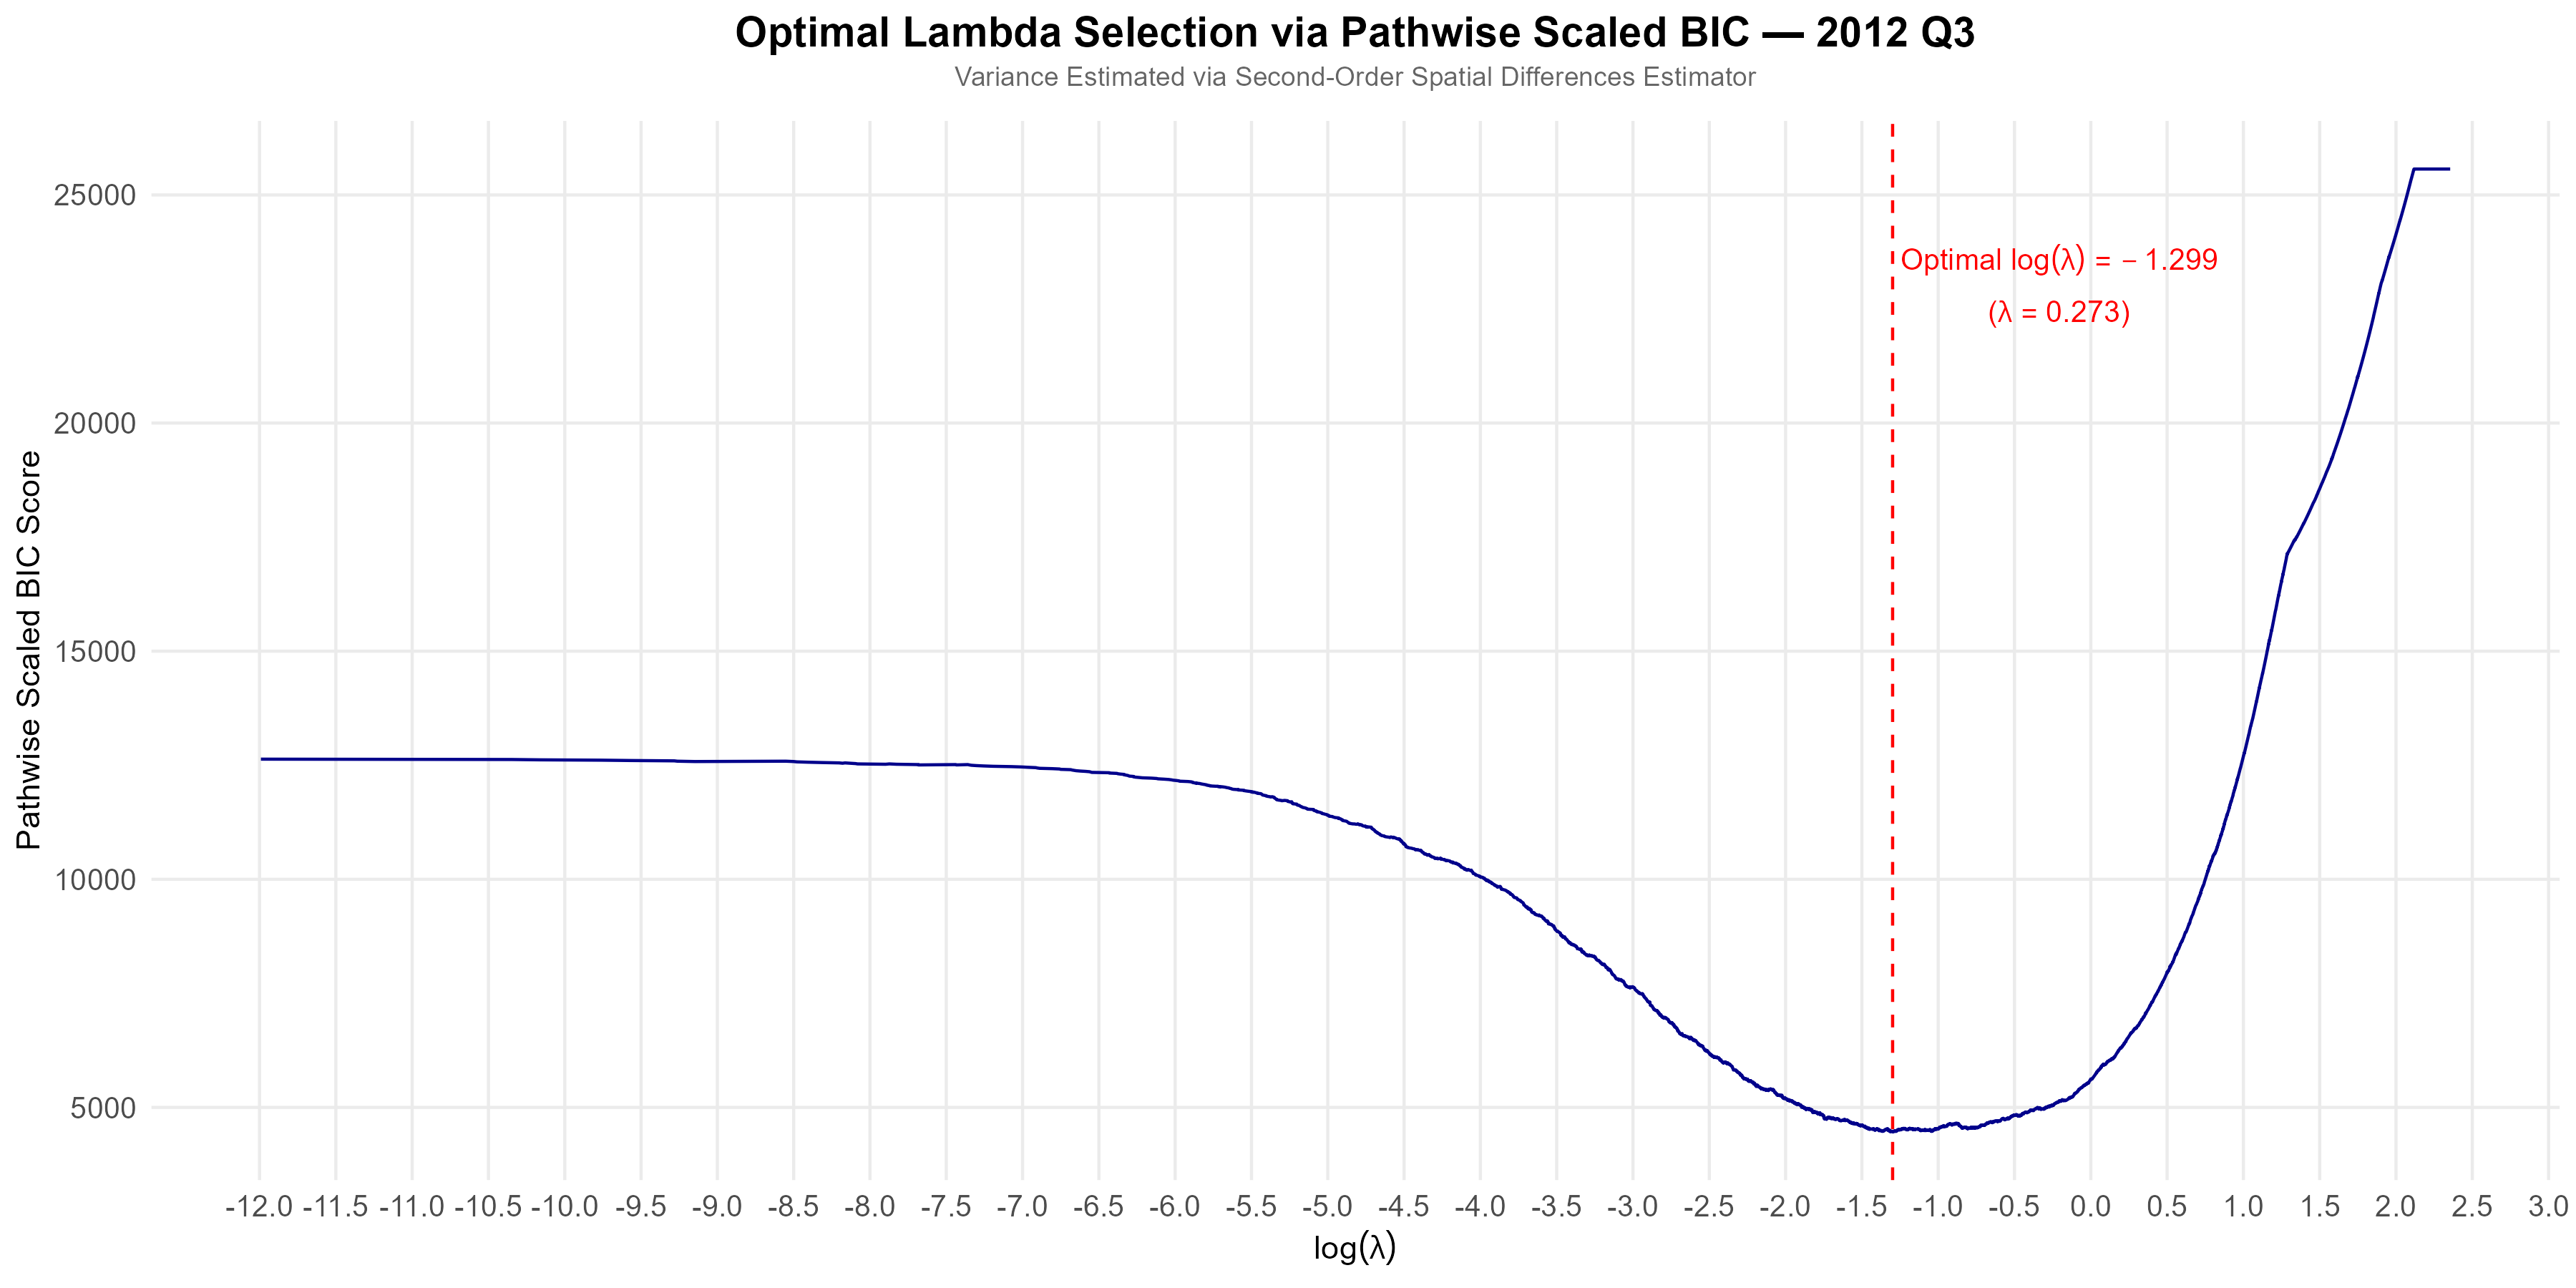 Optimal Lambda Selection via Pathwise Scaled BIC — 2012 Q3
Variance Estimated via Second-Order Spatial Differences Estimator
Optimal log(λ) = − 1.299
(λ = 0.273)
Pathwise Scaled BIC Score
25000
20000
15000
10000
5000
-12.0 -11.5 -11.0 -10.5 -10.0 -9.5 -9.0 -8.5 -8.0 -7.5 -7.0 -6.5 -6.0 -5.5 -5.0 -4.5 -4.0 -3.5 -3.0 -2.5 -2.0 -1.5 -1.0 -0.5 0.0 0.5 1.0 1.5 2.0 2.5 3.0
log(λ)